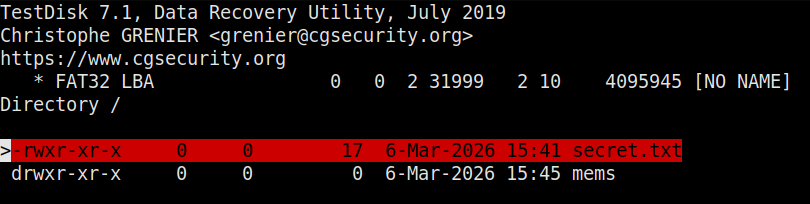 TestDisk 7.1, Data Recovery Utility, July 2019
Christophe GRENIER <grenier@cgsecurity.org>
https://www.cgsecurity.org
   * FAT32 LBA                0   0  2 31999   2 10    4095945 [NO NAME]
Directory /
>-rwxr-xr-x     0     0        17  6-Mar-2026 15:41 secret.txt
 drwxr-xr-x     0     0         0  6-Mar-2026 15:45 mems